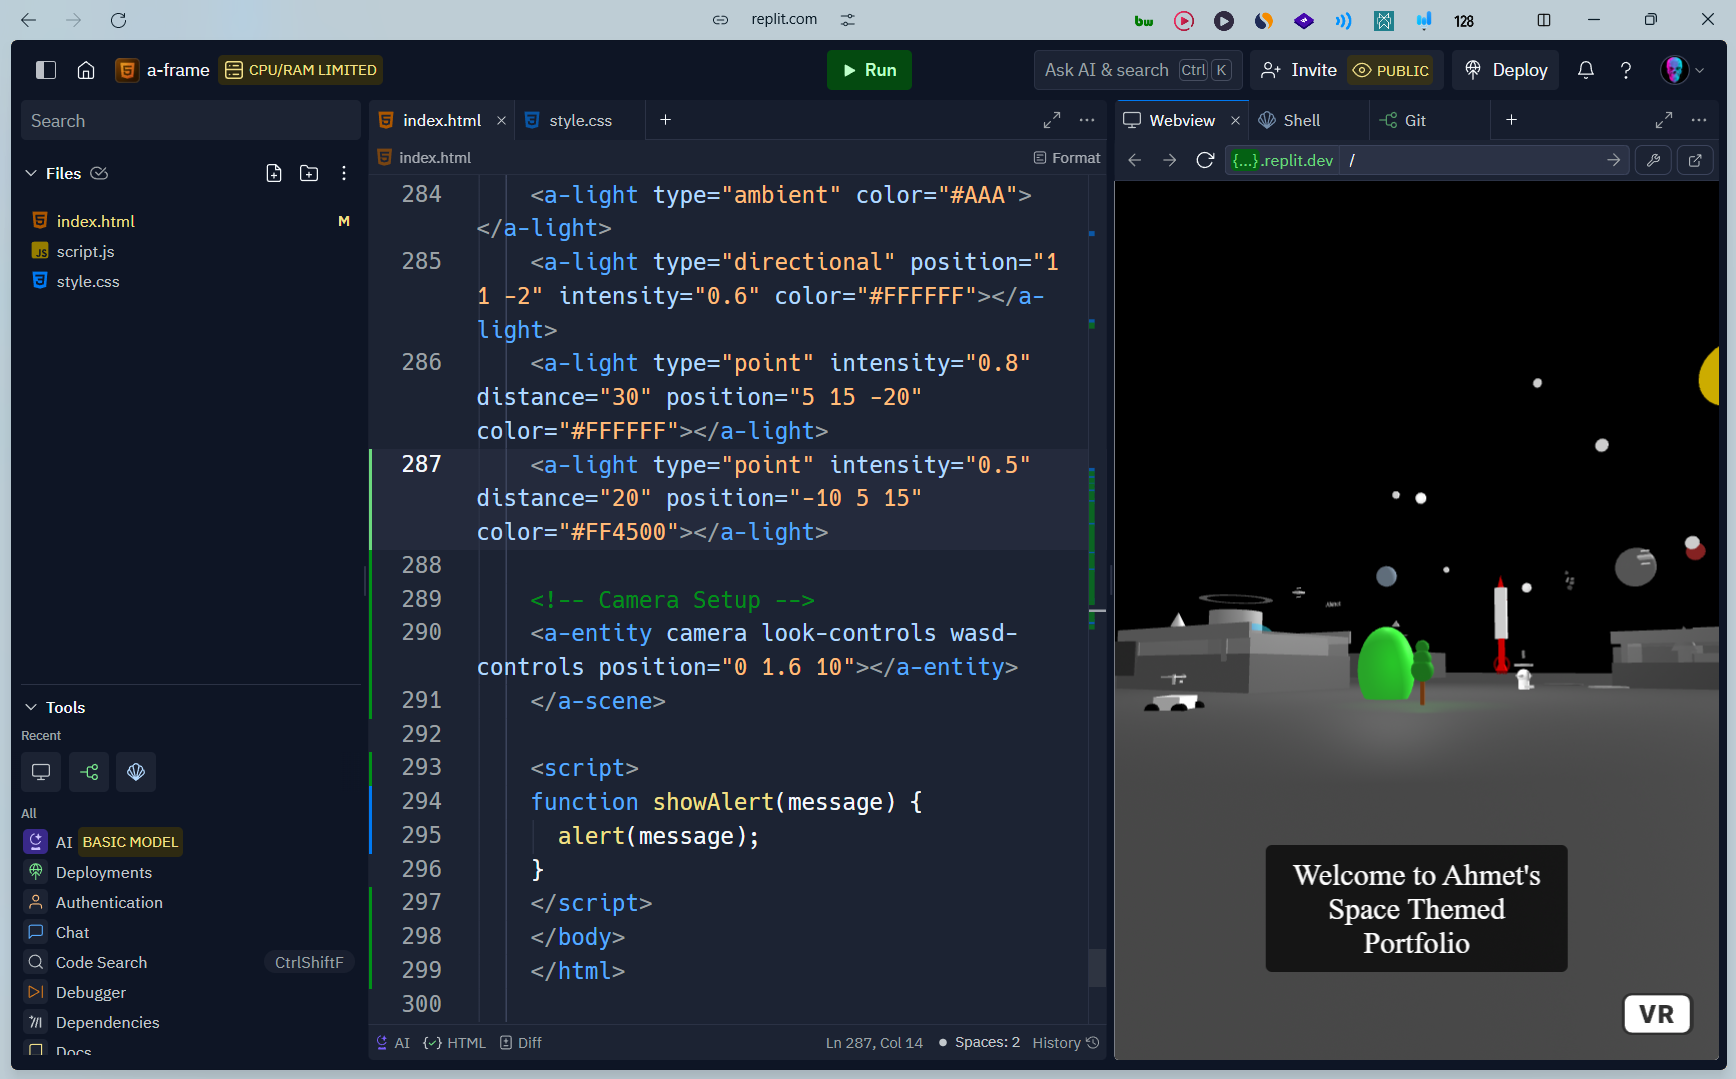 replit.com
128
a-frame
CPU/RAM LIMITED
Run
Ask AI & search Ctrl K
Invite
PUBLIC
Deploy
Search
Files
index.html M
script.js
style.css
Tools
Recent
All
AI BASIC MODEL
Deployments
Authentication
Chat
Code Search CtrlShiftF
Debugger
Dependencies
Docs
index.html
style.css
index.html
Format
284 <a-light type="ambient" color="#AAA">
</a-light>
285 <a-light type="directional" position="1
1 -2" intensity="0.6" color="#FFFFFF"></a-
light>
286 <a-light type="point" intensity="0.8"
distance="30" position="5 15 -20"
color="#FFFFFF"></a-light>
287 <a-light type="point" intensity="0.5"
distance="20" position="-10 5 15"
color="#FF4500"></a-light>
288
289 <!-- Camera Setup -->
290 <a-entity camera look-controls wasd-
controls position="0 1.6 10"></a-entity>
291 </a-scene>
292
293 <script>
294 function showAlert(message) {
295 alert(message);
296 }
297 </script>
298 </body>
299 </html>
300
AI
HTML
Diff
Ln 287, Col 14
Spaces: 2
History
Webview
Shell
Git
{...}.replit.dev /
Welcome to Ahmet's
Space Themed
Portfolio
VR